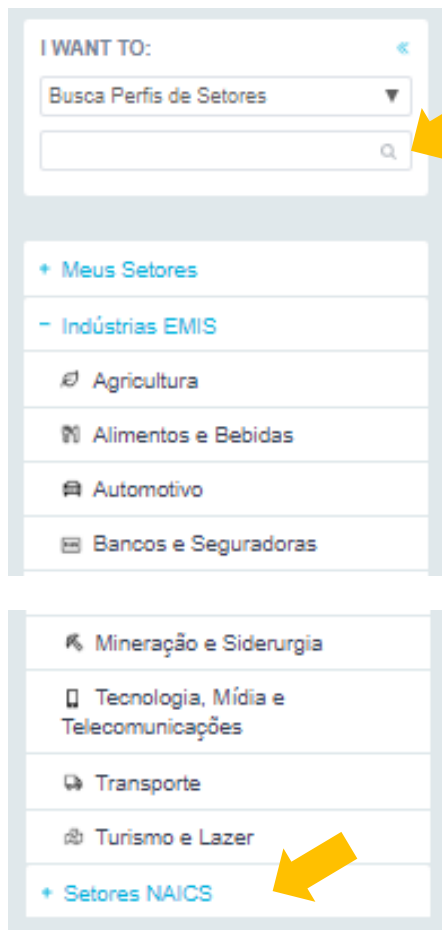 I WANT TO:
Busca Perfis de Setores
Meus Setores
Indústrias EMIS
Agricultura
Alimentos e Bebidas
Automotivo
Bancos e Seguradoras
Mineração e Siderurgia
Tecnologia, Mídia e
Telecomunicações
Transporte
Turismo e Lazer
Setores NAICS